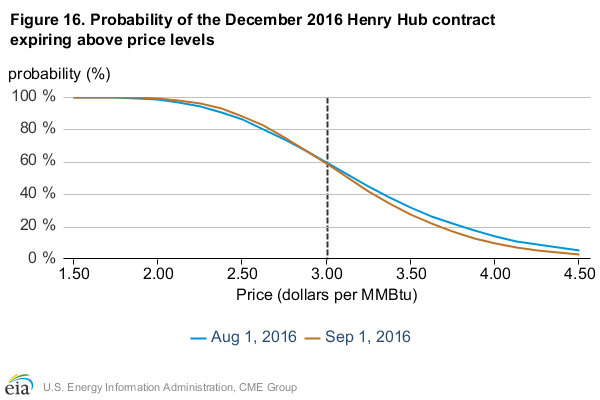 Figure 16. Probability of the December 2016 Henry Hub contract
expiring above price levels
probability (%)
100 %
80 %
60 %
40 %
20 %
0 %
1.50 2.00 2.50 3.00 3.50 4.00 4.50
Price (dollars per MMBtu)
Aug 1, 2016 Sep 1, 2016
eia U.S. Energy Information Administration, CME Group